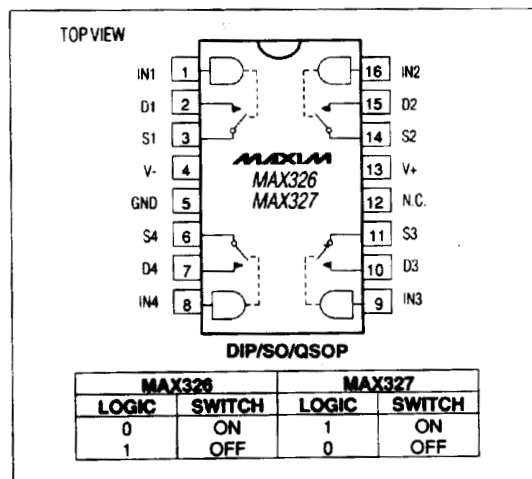 TOP VIEW
IN1 1 16 IN2
D1 2 15 D2
S1 3 14 S2
V- 4 MAXIM 13 V+
MAX326
GND 5 MAX327 12 N.C.
S4 6 11 S3
D4 7 10 D3
IN4 8 9 IN3
DIP/SO/QSOP
MAX326 MAX327
LOGIC SWITCH LOGIC SWITCH
0 ON 1 ON
1 OFF 0 OFF